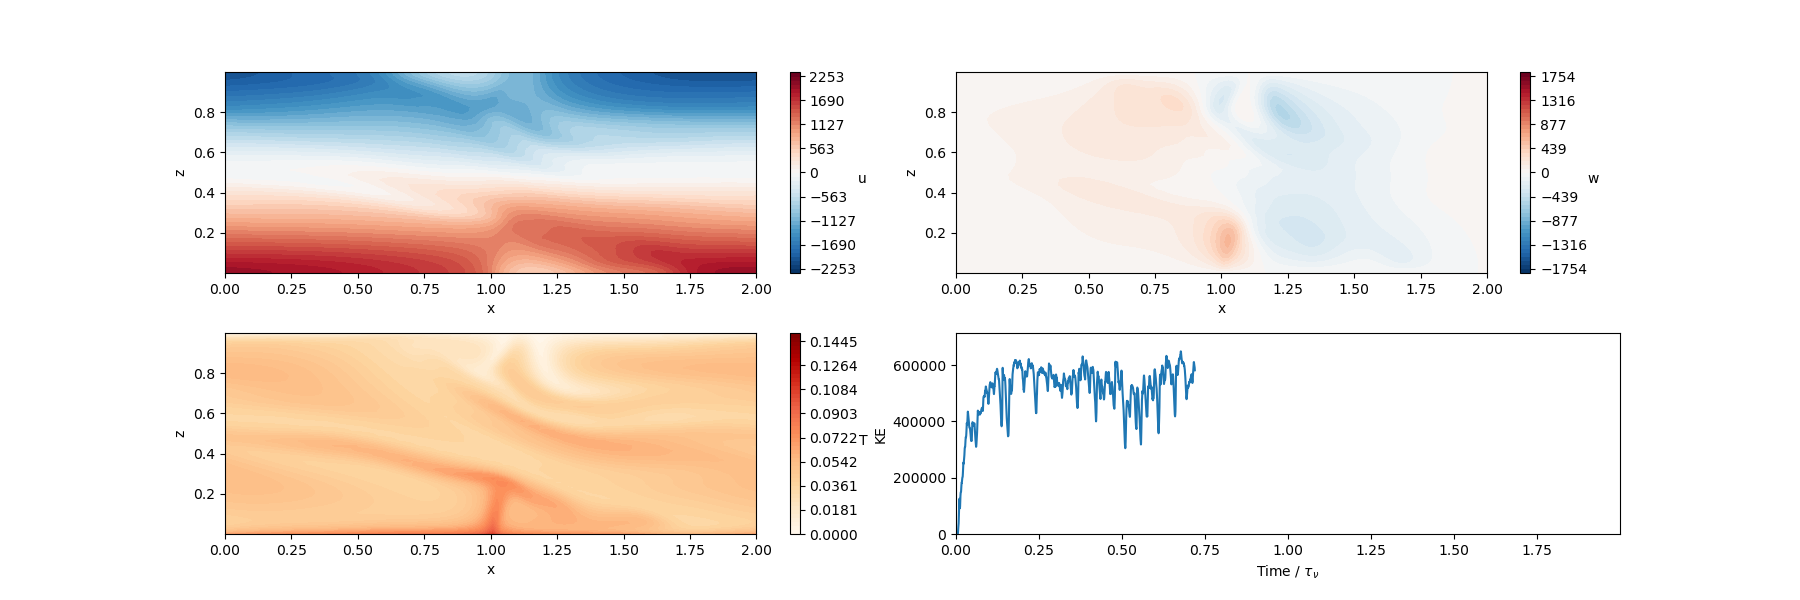 0.8
0.6
0.4
0.2
z
0.00 0.25 0.50 0.75 1.00 1.25 1.50 1.75 2.00
x
2253
1690
1127
563
0
−563
−1127
−1690
−2253
u
0.8
0.6
0.4
0.2
z
0.00 0.25 0.50 0.75 1.00 1.25 1.50 1.75 2.00
x
1754
1316
877
439
0
−439
−877
−1316
−1754
w
0.8
0.6
0.4
0.2
z
0.00 0.25 0.50 0.75 1.00 1.25 1.50 1.75 2.00
x
0.1445
0.1264
0.1084
0.0903
0.0722
0.0542
0.0361
0.0181
0.0000
T
KE
600000
400000
200000
0
0.00 0.25 0.50 0.75 1.00 1.25 1.50 1.75
Time / τν